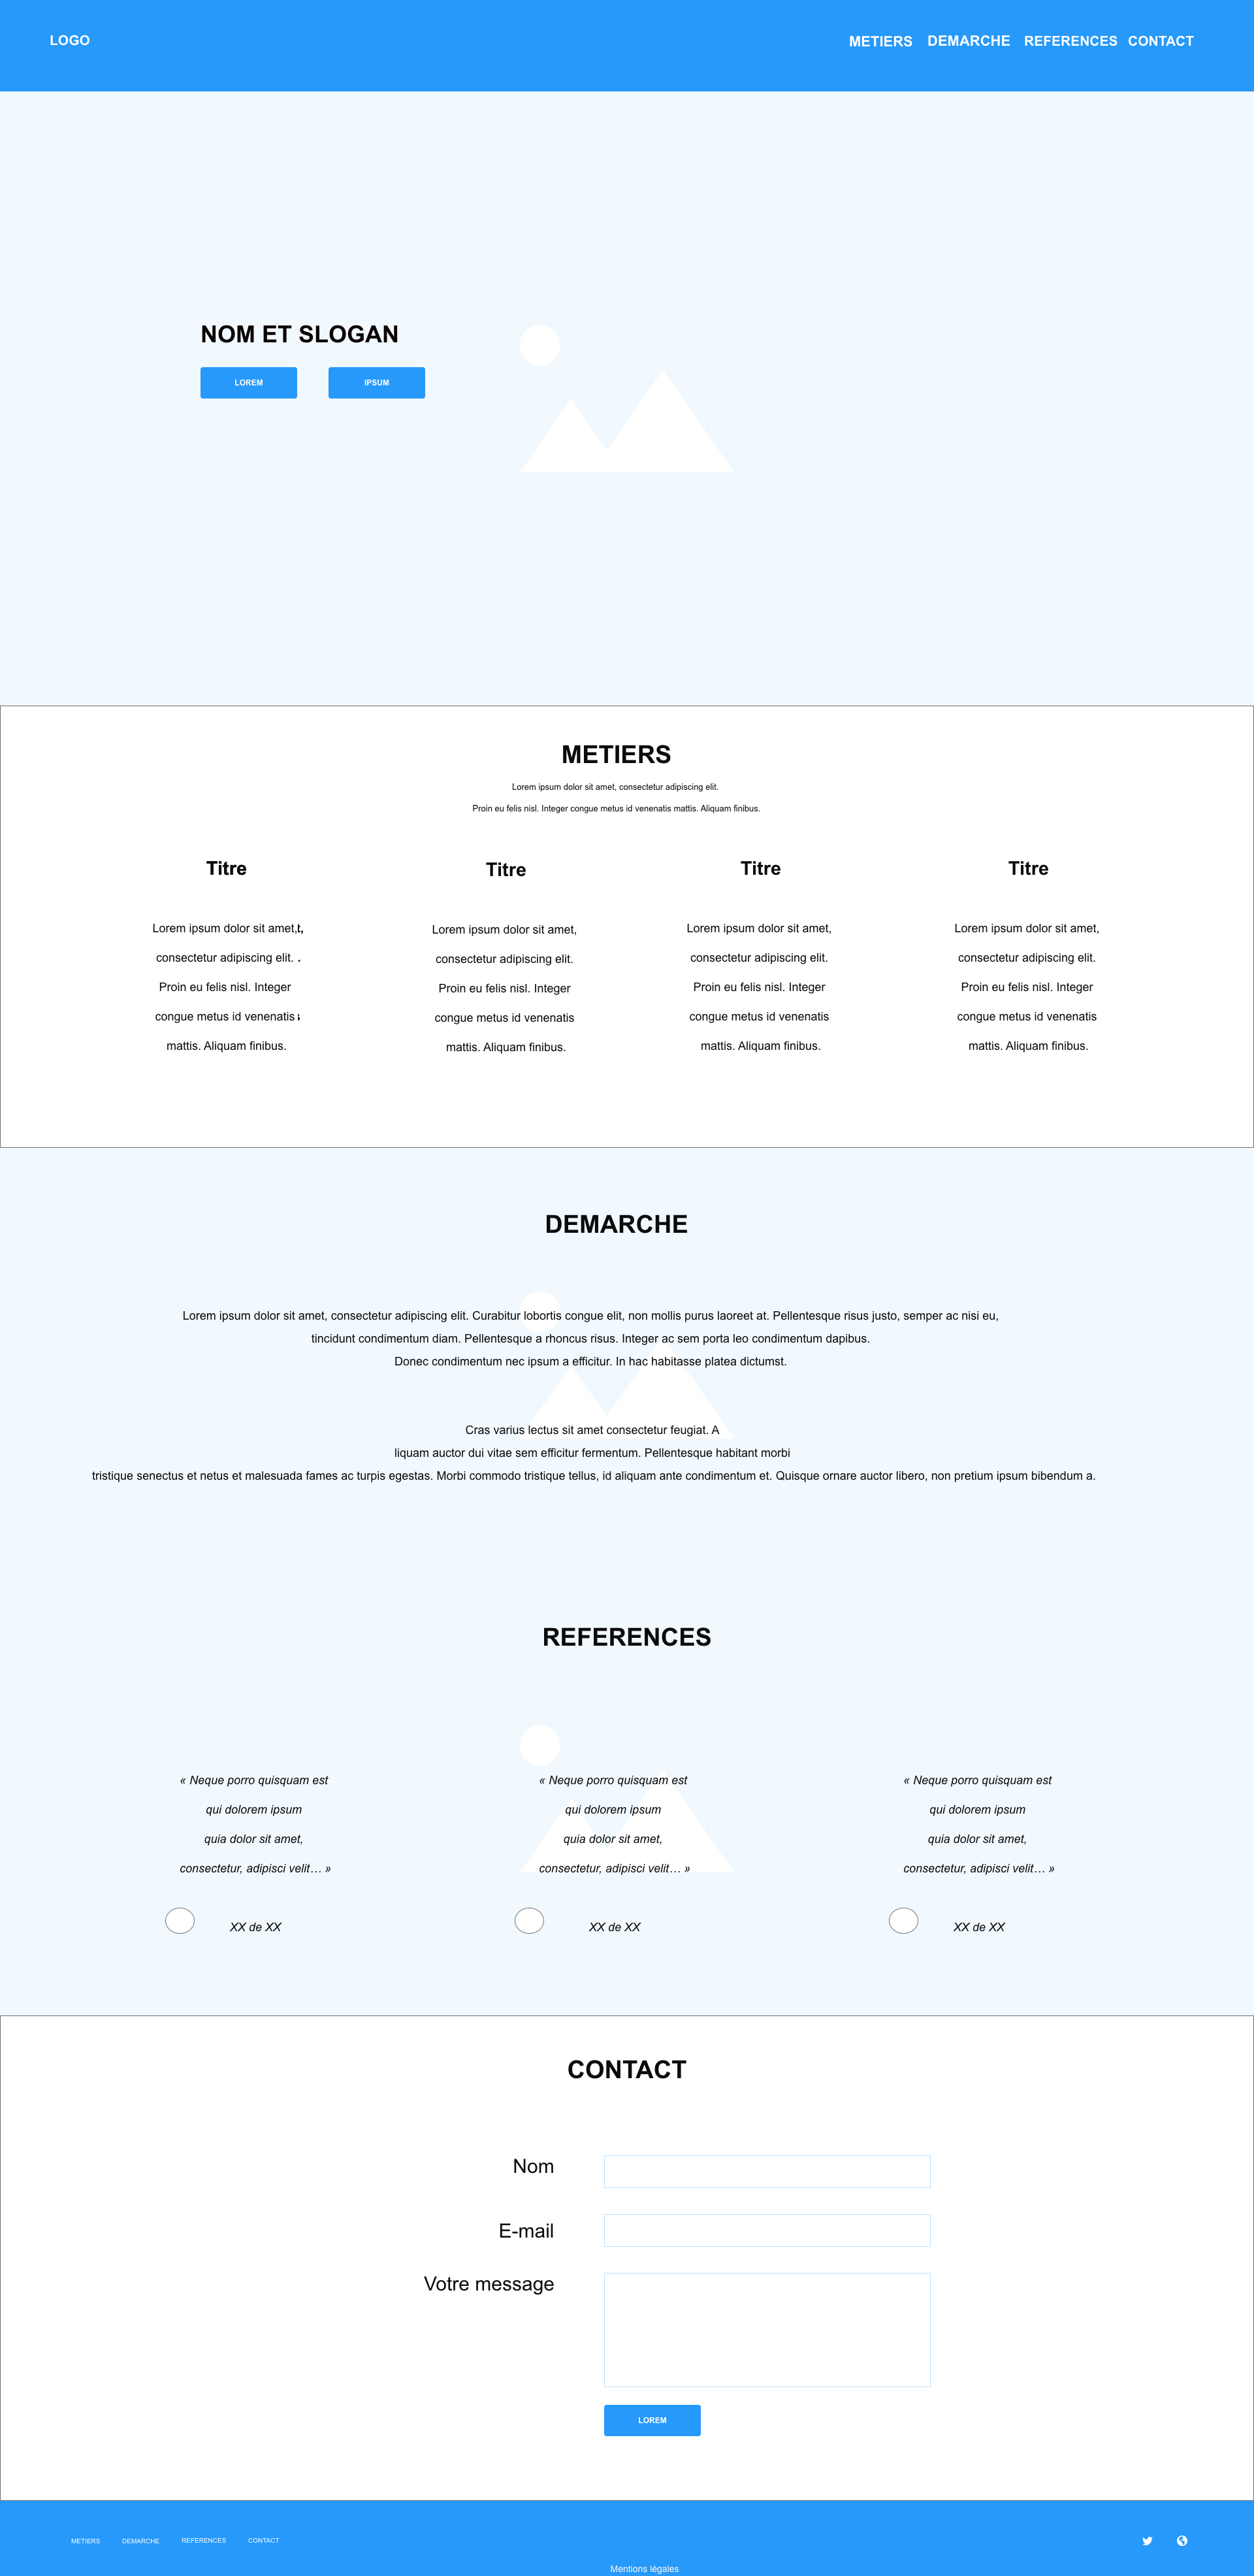 LOGO
METIERS DEMARCHE REFERENCES CONTACT
NOM ET SLOGAN
LOREM IPSUM
METIERS
Lorem ipsum dolor sit amet, consectetur adipiscing elit.
Proin eu felis nisl. Integer congue metus id venenatis mattis. Aliquam finibus.
Titre
Lorem ipsum dolor sit amet,
consectetur adipiscing elit.
Proin eu felis nisl. Integer
congue metus id venenatis
mattis. Aliquam finibus.
Titre
Lorem ipsum dolor sit amet,
consectetur adipiscing elit.
Proin eu felis nisl. Integer
congue metus id venenatis
mattis. Aliquam finibus.
Titre
Lorem ipsum dolor sit amet,
consectetur adipiscing elit.
Proin eu felis nisl. Integer
congue metus id venenatis
mattis. Aliquam finibus.
Titre
Lorem ipsum dolor sit amet,
consectetur adipiscing elit.
Proin eu felis nisl. Integer
congue metus id venenatis
mattis. Aliquam finibus.
DEMARCHE
Lorem ipsum dolor sit amet, consectetur adipiscing elit. Curabitur lobortis congue elit, non mollis purus laoreet at. Pellentesque risus justo, semper ac nisi eu,
tincidunt condimentum diam. Pellentesque a rhoncus risus. Integer ac sem porta leo condimentum dapibus.
Donec condimentum nec ipsum a efficitur. In hac habitasse platea dictumst.
Cras varius lectus sit amet consectetur feugiat. A
liquam auctor dui vitae sem efficitur fermentum. Pellentesque habitant morbi
tristique senectus et netus et malesuada fames ac turpis egestas. Morbi commodo tristique tellus, id aliquam ante condimentum et. Quisque ornare auctor libero, non pretium ipsum bibendum a.
REFERENCES
« Neque porro quisquam est
qui dolorem ipsum
quia dolor sit amet,
consectetur, adipisci velit… »
XX de XX
« Neque porro quisquam est
qui dolorem ipsum
quia dolor sit amet,
consectetur, adipisci velit… »
XX de XX
« Neque porro quisquam est
qui dolorem ipsum
quia dolor sit amet,
consectetur, adipisci velit… »
XX de XX
CONTACT
Nom
E-mail
Votre message
LOREM
METIERS DEMARCHE REFERENCES CONTACT
Mentions légales